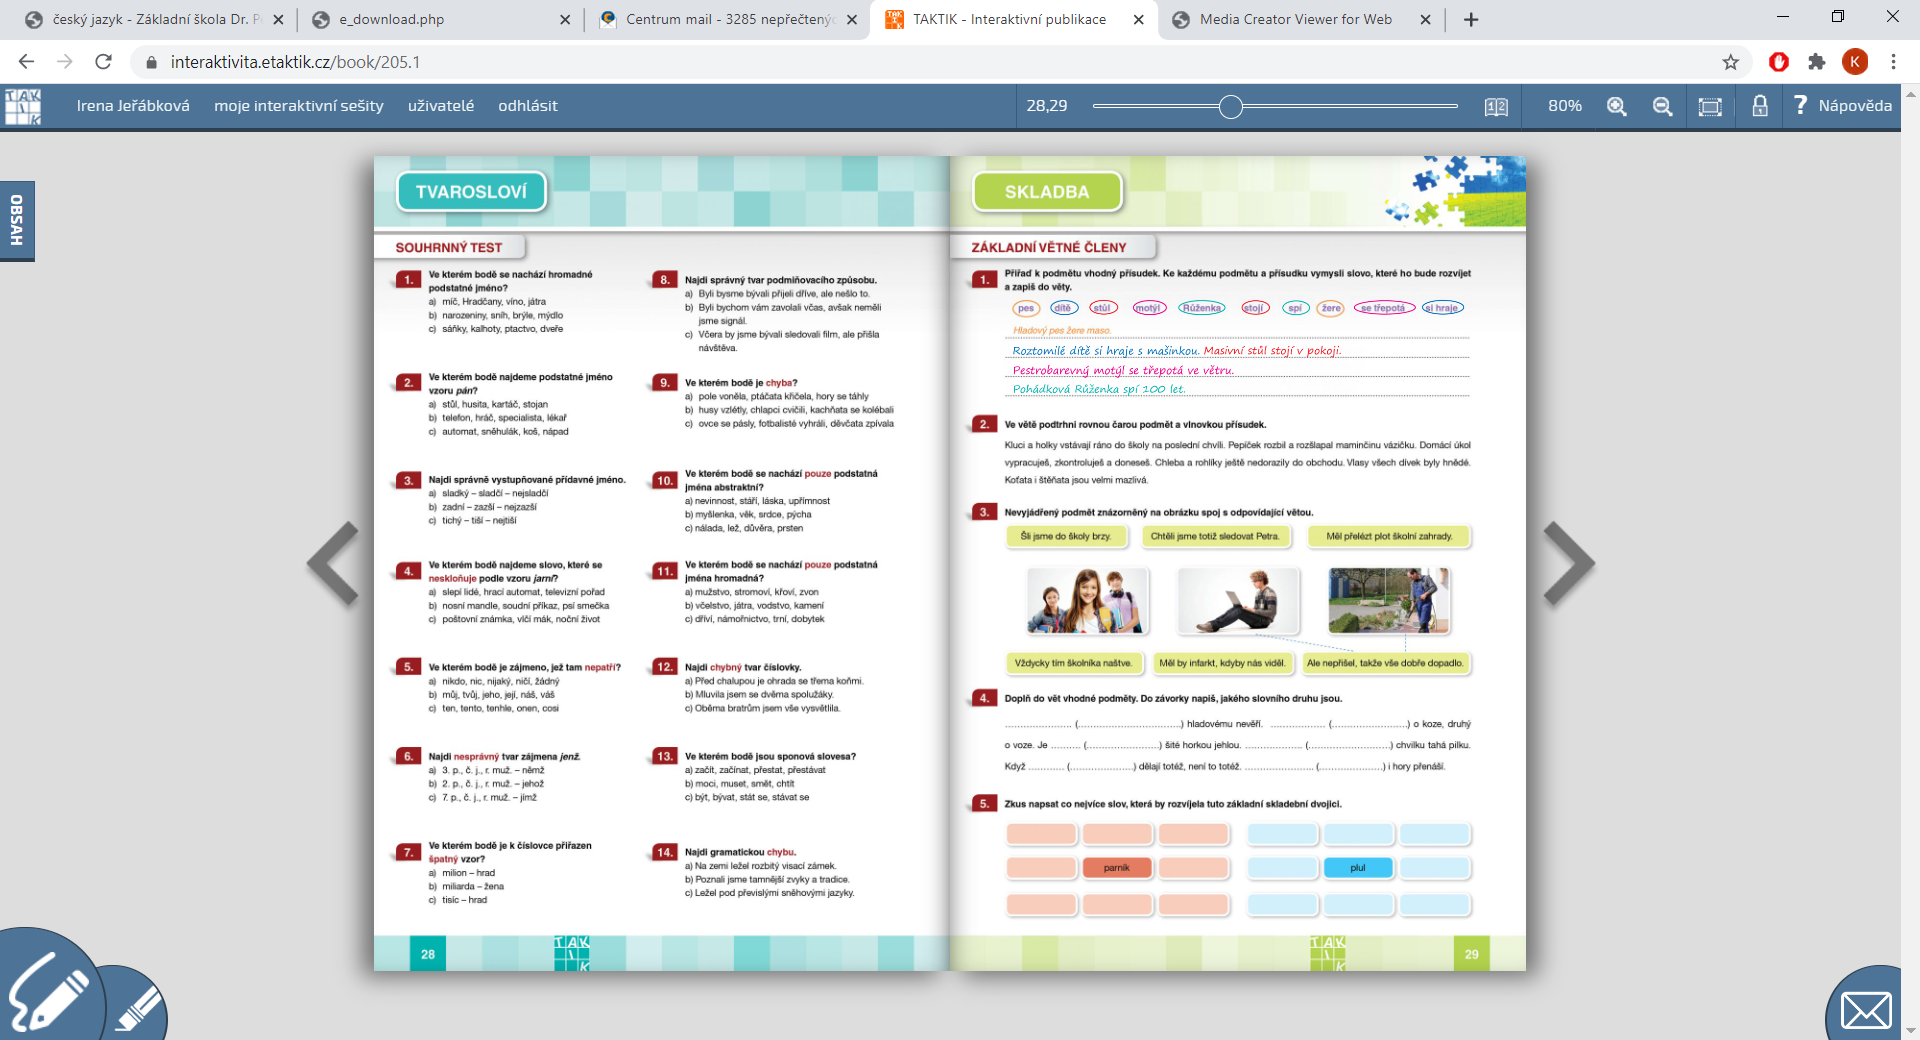 český jazyk - Základní škola Dr. P
e_download.php
Centrum mail - 3285 nepřečtený
TAKTIK - Interaktivní publikace
Media Creator Viewer for Web
interaktivita.etaktik.cz/book/205.1
K
TAK
I
K
Irena Jeřábková
moje interaktivní sešity
uživatelé
odhlásit
28,29
80%
? Nápověda
OBSAH
TVAROSLOVÍ
SOUHRNNÝ TEST
1. Ve kterém bodě se nachází hromadné
podstatné jméno?
a) míč, Hradčany, víno, játra
b) narozeniny, sníh, brýle, mýdlo
c) sáňky, kalhoty, ptactvo, dveře
2. Ve kterém bodě najdeme podstatné jméno
vzoru pán?
a) stůl, husita, kartáč, stojan
b) telefon, hráč, specialista, lékař
c) automat, sněhulák, koš, nápad
3. Najdi správně vystupňované přídavné jméno.
a) sladký – sladčí – nejsladčí
b) zadní – zazší – nejzazší
c) tichý – tiší – nejtiší
4. Ve kterém bodě najdeme slovo, které se
neskloňuje podle vzoru jarní?
a) slepí lidé, hrací automat, televizní pořad
b) nosní mandle, soudní příkaz, psí smečka
c) poštovní známka, vlčí mák, noční život
5. Ve kterém bodě je zájmeno, jež tam nepatří?
a) nikdo, nic, nijaký, ničí, žádný
b) můj, tvůj, jeho, její, náš, váš
c) ten, tento, tenhle, onen, cosi
6. Najdi nesprávný tvar zájmena jenž.
a) 3. p., č. j., r. muž. – němž
b) 2. p., č. j., r. muž. – jehož
c) 7. p., č. j., r. muž. – jímž
7. Ve kterém bodě je k číslovce přiřazen
špatný vzor?
a) milion – hrad
b) miliarda – žena
c) tisíc – hrad
8. Najdi správný tvar podmiňovacího způsobu.
a) Byli bysme bývali přijeli dříve, ale nešlo to.
b) Byli bychom vám zavolali včas, avšak neměli
jsme signál.
c) Včera by jsme bývali sledovali film, ale přišla
návštěva.
9. Ve kterém bodě je chyba?
a) pole voněla, ptáčata křičela, hory se táhly
b) husy vzlétly, chlapci cvičili, kachňata se kolébali
c) ovce se pásly, fotbalisté vyhráli, děvčata zpívala
10. Ve kterém bodě se nachází pouze podstatná
jména abstraktní?
a) nevinnost, stáří, láska, upřímnost
b) myšlenka, věk, srdce, pýcha
c) nálada, lež, důvěra, prsten
11. Ve kterém bodě se nachází pouze podstatná
jména hromadná?
a) mužstvo, stromoví, křoví, zvon
b) včelstvo, játra, vodstvo, kamení
c) dříví, námořnictvo, trní, dobytek
12. Najdi chybný tvar číslovky.
a) Před chalupou je ohrada se třema koňmi.
b) Mluvila jsem se dvěma spolužáky.
c) Oběma bratrům jsem vše vysvětlila.
13. Ve kterém bodě jsou sponová slovesa?
a) začít, začínat, přestat, přestávat
b) moci, muset, smět, chtít
c) být, bývat, stát se, stávat se
14. Najdi gramatickou chybu.
a) Na zemi ležel rozbitý visací zámek.
b) Poznali jsme tamnější zvyky a tradice.
c) Ležel pod převislými sněhovými jazyky.
28
TAK
I
K
SKLADBA
ZÁKLADNÍ VĚTNÉ ČLENY
1. Přiřaď k podmětu vhodný přísudek. Ke každému podmětu a přísudku vymysli slovo, které ho bude rozvíjet
a zapiš do věty.
pes dítě stůl motýl Růženka stojí spí žere se třepotá si hraje
Hladový pes žere maso.
Roztomilé dítě si hraje s mašinkou. Masivní stůl stojí v pokoji.
Pestrobarevný motýl se třepotá ve větru.
Pohádková Růženka spí 100 let.
2. Ve větě podtrhni rovnou čarou podmět a vlnovkou přísudek.
Kluci a holky vstávají ráno do školy na poslední chvíli. Pepíček rozbil a rozšlapal maminčinu vázičku. Domácí úkol
vypracuješ, zkontroluješ a doneseš. Chleba a rohlíky ještě nedorazily do obchodu. Vlasy všech dívek byly hnědé.
Koťata i štěňata jsou velmi mazlivá.
3. Nevyjádřený podmět znázorněný na obrázku spoj s odpovídající větou.
Šli jsme do školy brzy.
Chtěli jsme totiž sledovat Petra.
Měl přelézt plot školní zahrady.
Vždycky tím školníka naštve.
Měl by infarkt, kdyby nás viděl.
Ale nepřišel, takže vše dobře dopadlo.
4. Doplň do vět vhodné podměty. Do závorky napiš, jakého slovního druhu jsou.
...................... (..................................) hladovému nevěří. .................. (.........................) o koze, druhý
o voze. Je .......... (........................) šité horkou jehlou. ................... (...........................) chvilku tahá pilku.
Když ............ (.....................) dělají totéž, není to totéž. ....................... (.....................) i hory přenáší.
5. Zkus napsat co nejvíce slov, která by rozvíjela tuto základní skladební dvojici.
parník
plul
TAK
I
K
29